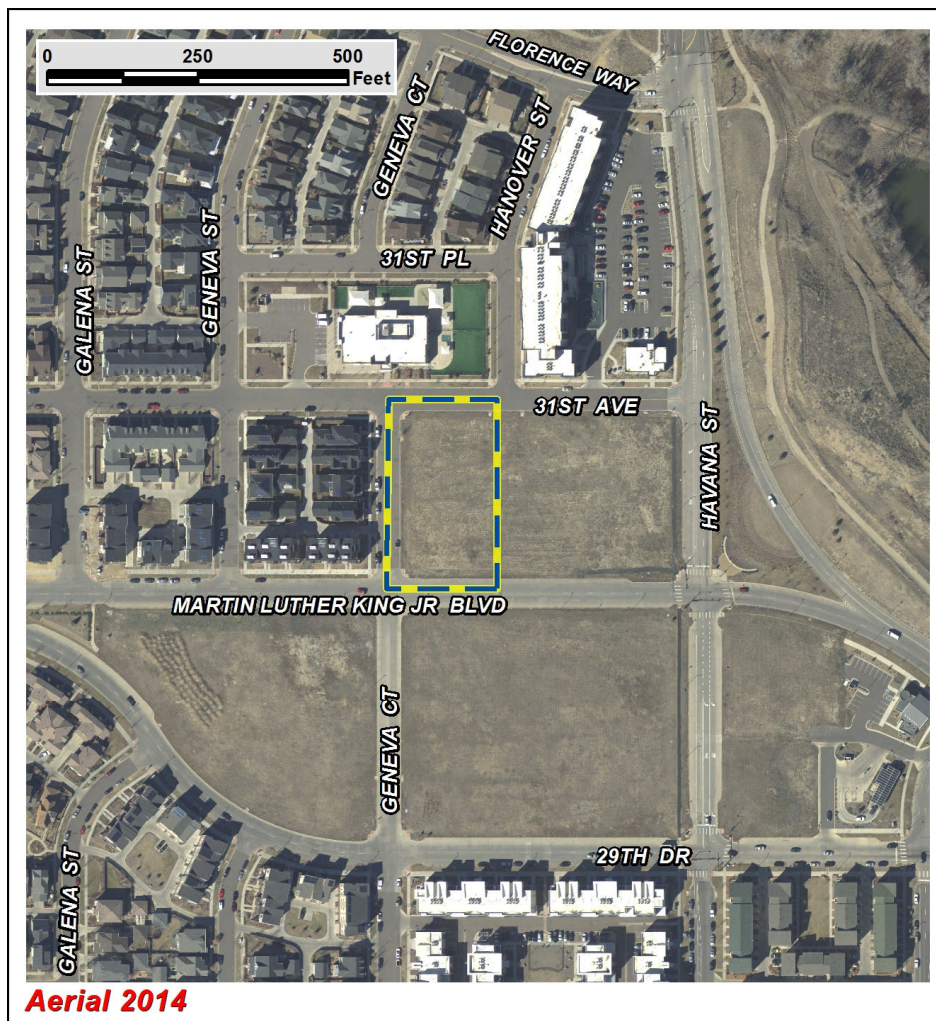 0 250 500
Feet
FLORENCE WAY
GENEVA CT
HANOVER ST
31ST PL
GALENA ST
GENEVA ST
31ST AVE
HAVANA ST
MARTIN LUTHER KING JR BLVD
GENEVA CT
29TH DR
GALENA ST
Aerial 2014